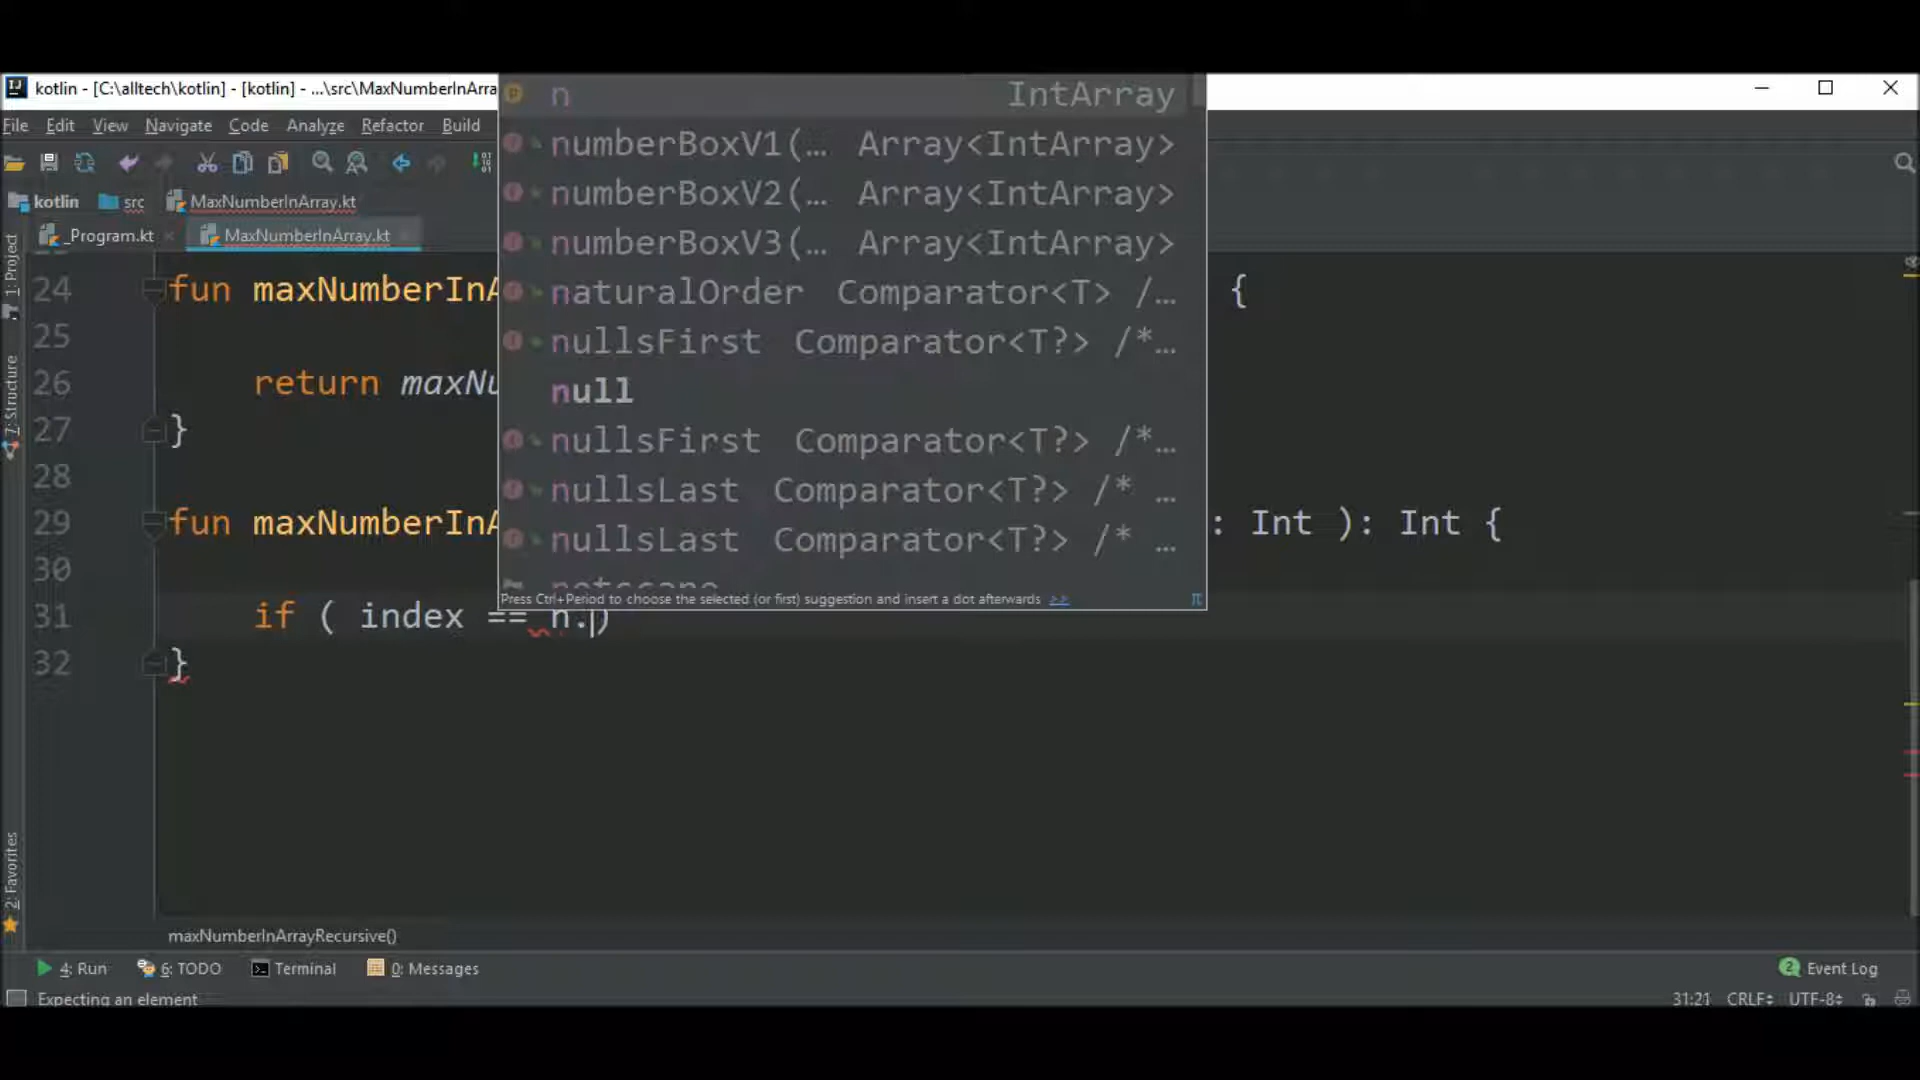 kotlin - [C:\alltech\kotlin] - [kotlin] - ...\src\MaxNumberInArra
File Edit View Navigate Code Analyze Refactor Build
kotlin src MaxNumberInArray.kt
_Program.kt MaxNumberInArray.kt
n IntArray
numberBoxV1(... Array<IntArray>
numberBoxV2(... Array<IntArray>
numberBoxV3(... Array<IntArray>
naturalOrder Comparator<T> /...
nullsFirst Comparator<T?> /*...
null
nullsFirst Comparator<T?> /*...
nullsLast Comparator<T?> /* ...
nullsLast Comparator<T?> /* ...
Press Ctrl+Period to choose the selected (or first) suggestion and insert a dot afterwards >>
π
24 fun maxNumberInA {
25
26 return maxNu
27 }
28
29 fun maxNumberInA : Int ): Int {
30
31 if ( index == n.)
32 }
1: Project
7: Structure
2: Favorites
maxNumberInArrayRecursive()
4: Run 6: TODO Terminal 0: Messages 2 Event Log
Expecting an element 31:21 CRLF UTF-8